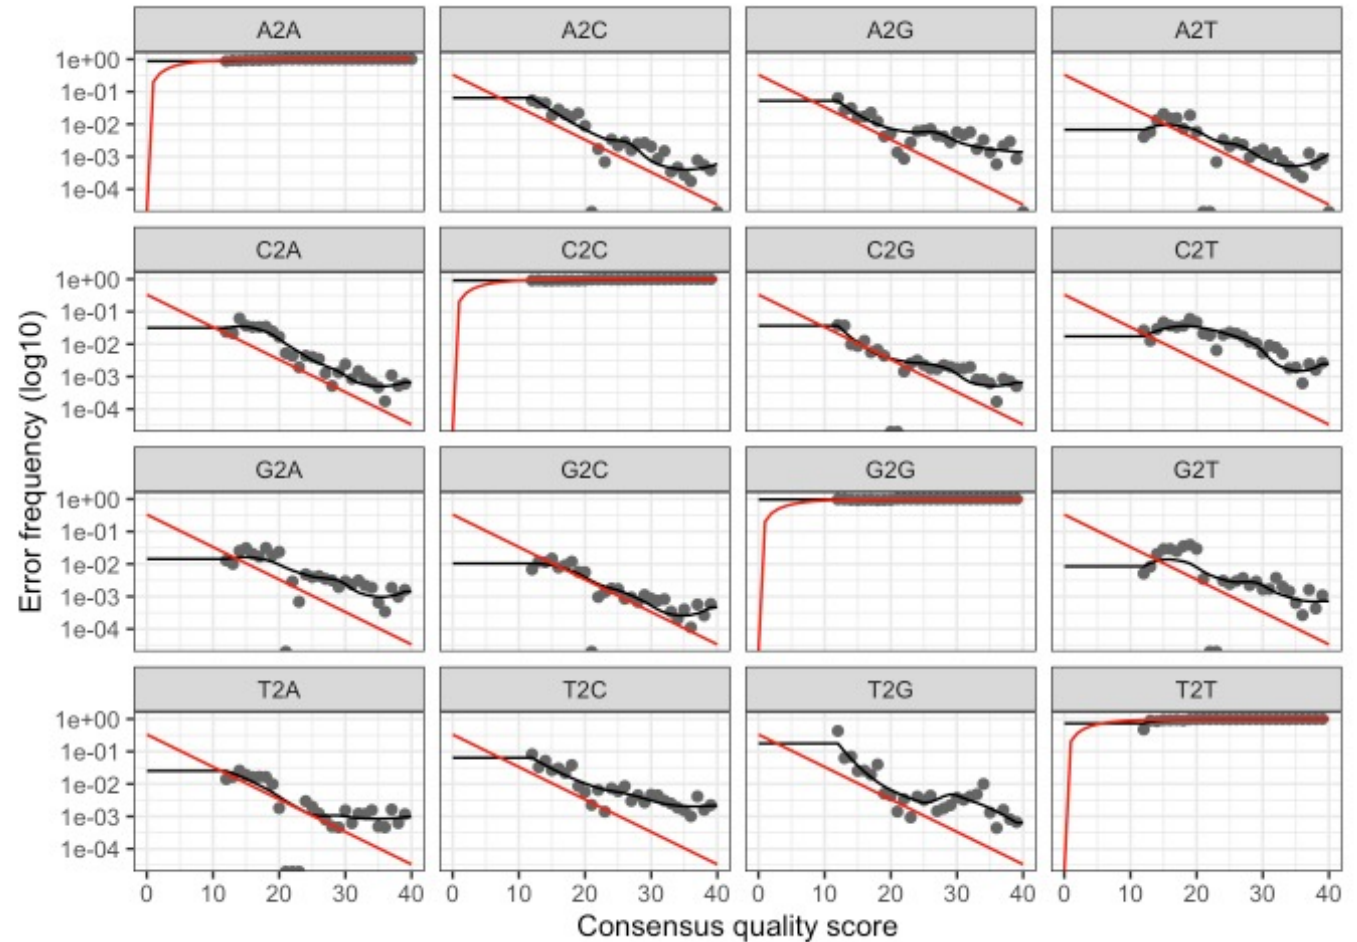 A2A A2C A2G A2T
1e+00
1e-01
1e-02
1e-03
1e-04
C2A C2C C2G C2T
1e+00
1e-01
1e-02
1e-03
1e-04
G2A G2C G2G G2T
1e+00
1e-01
1e-02
1e-03
1e-04
T2A T2C T2G T2T
1e+00
1e-01
1e-02
1e-03
1e-04
0 10 20 30 40 0 10 20 30 40 0 10 20 30 40 0 10 20 30 40
Consensus quality score
Error frequency (log10)